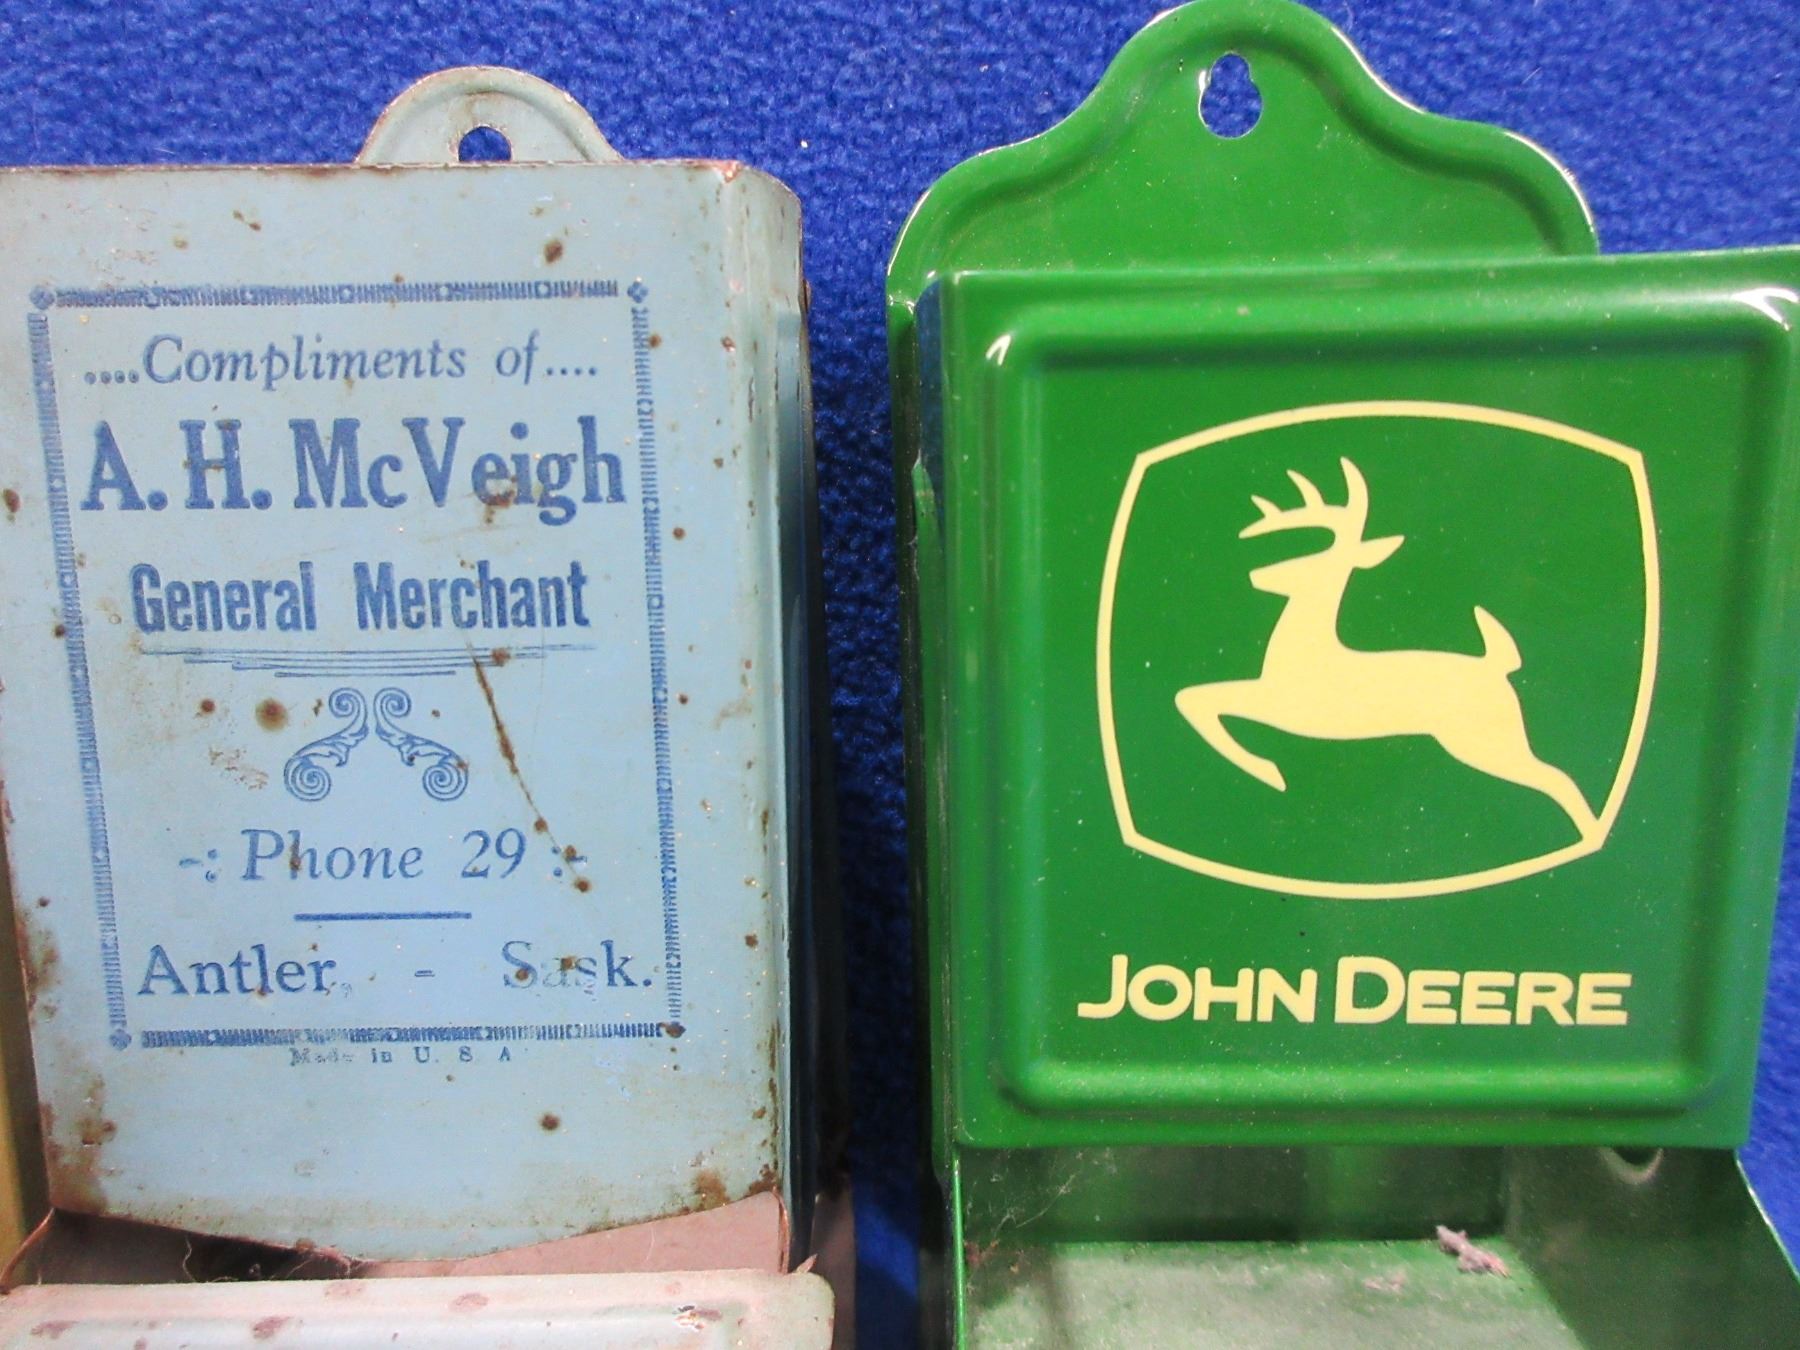 ....Compliments of....
A. H. McVeigh
General Merchant
-: Phone 29 :-
Antler, - Sask.
Made in U. S. A
JOHN DEERE